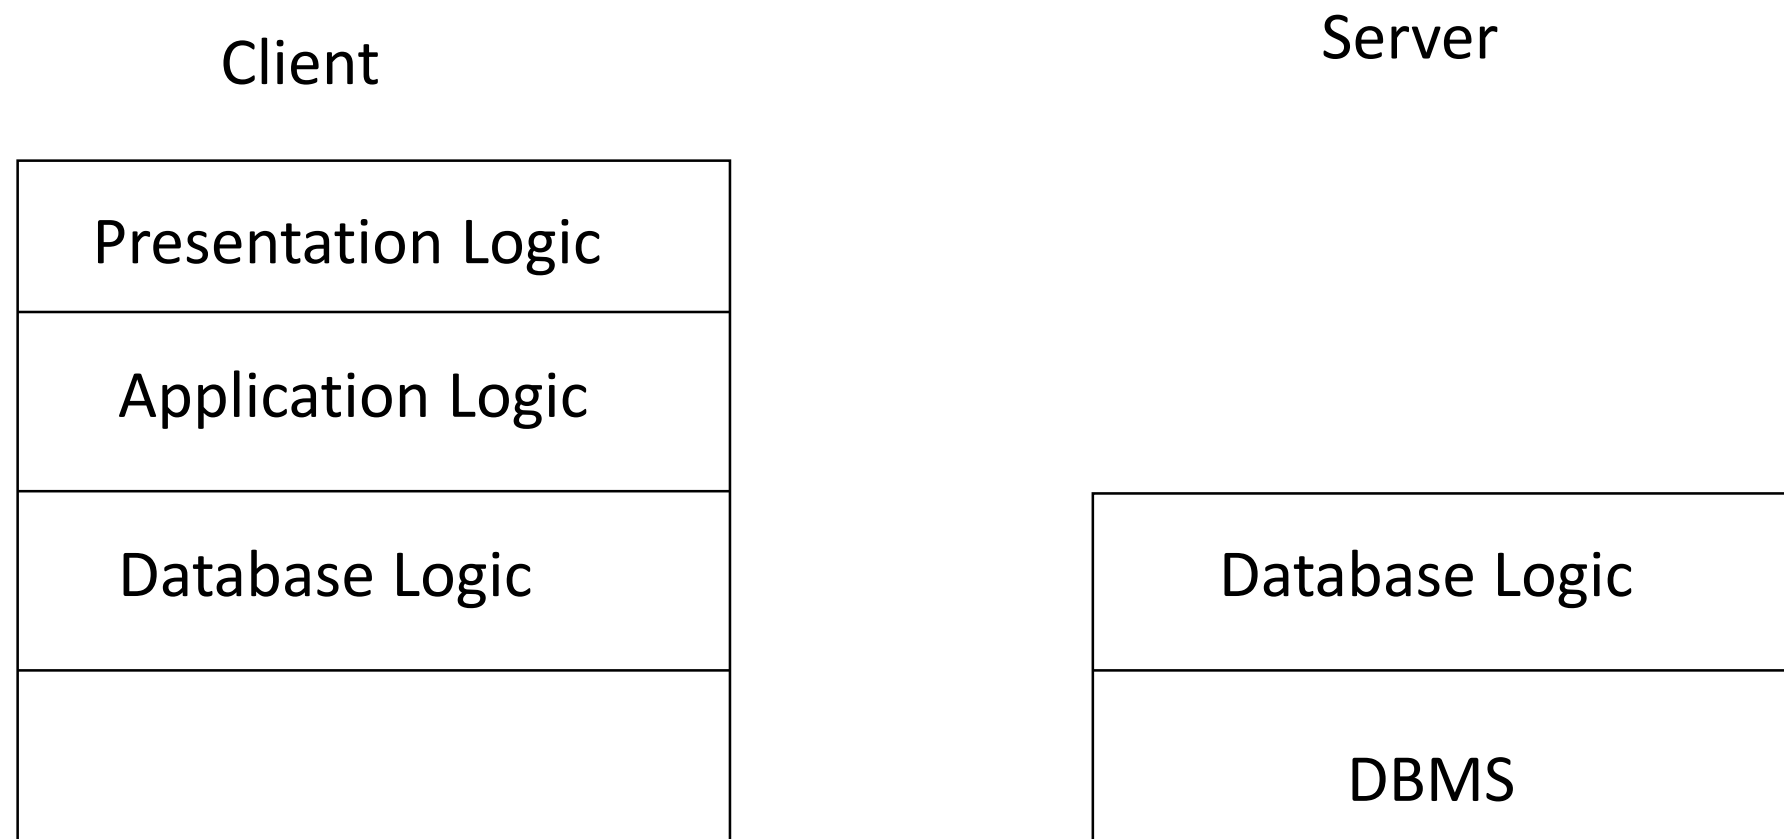 Client
Server
Presentation Logic
Application Logic
Database Logic
Database Logic
DBMS